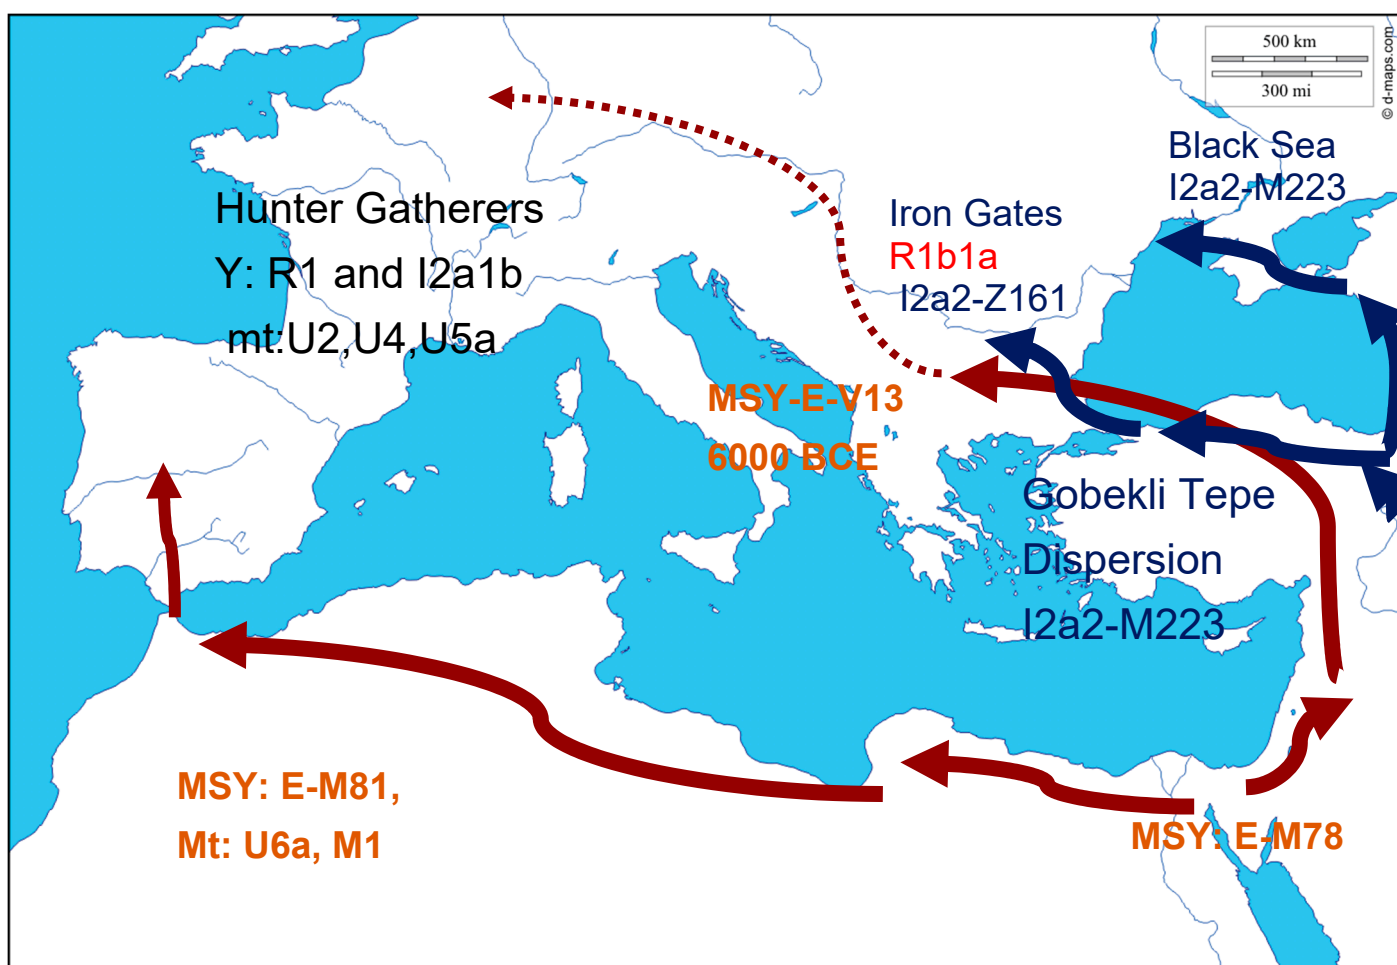 500 km
300 mi
© d-maps.com
Black Sea
I2a2-M223
Hunter Gatherers
Y: R1 and I2a1b
mt:U2,U4,U5a
Iron Gates
R1b1a
I2a2-Z161
MSY-E-V13
6000 BCE
Gobekli Tepe
Dispersion
I2a2-M223
MSY: E-M81,
Mt: U6a, M1
MSY: E-M78